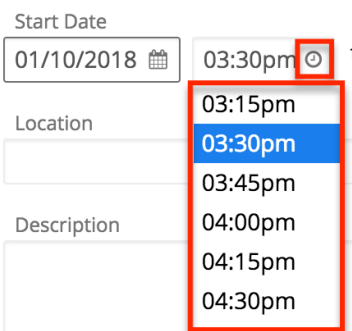 Start Date
01/10/2018 03:30pm
03:15pm
Location
03:30pm
03:45pm
04:00pm
Description
04:15pm
04:30pm